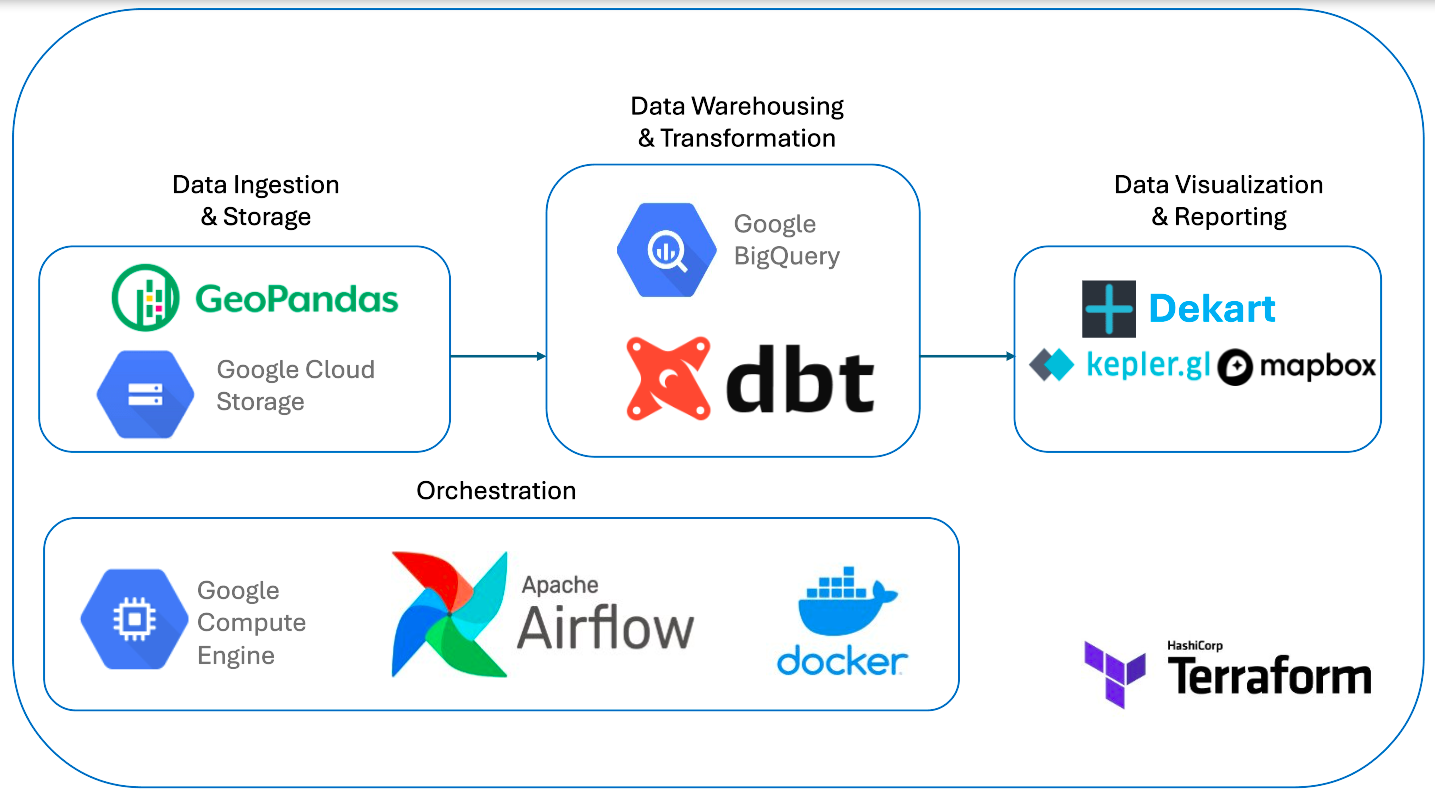 Data Warehousing
& Transformation
Data Ingestion
& Storage
Data Visualization
& Reporting
GeoPandas
Google Cloud
Storage
Google
BigQuery
dbt
Dekart
kepler.gl
mapbox
Orchestration
Google
Compute
Engine
Apache
Airflow
docker
HashiCorp
Terraform